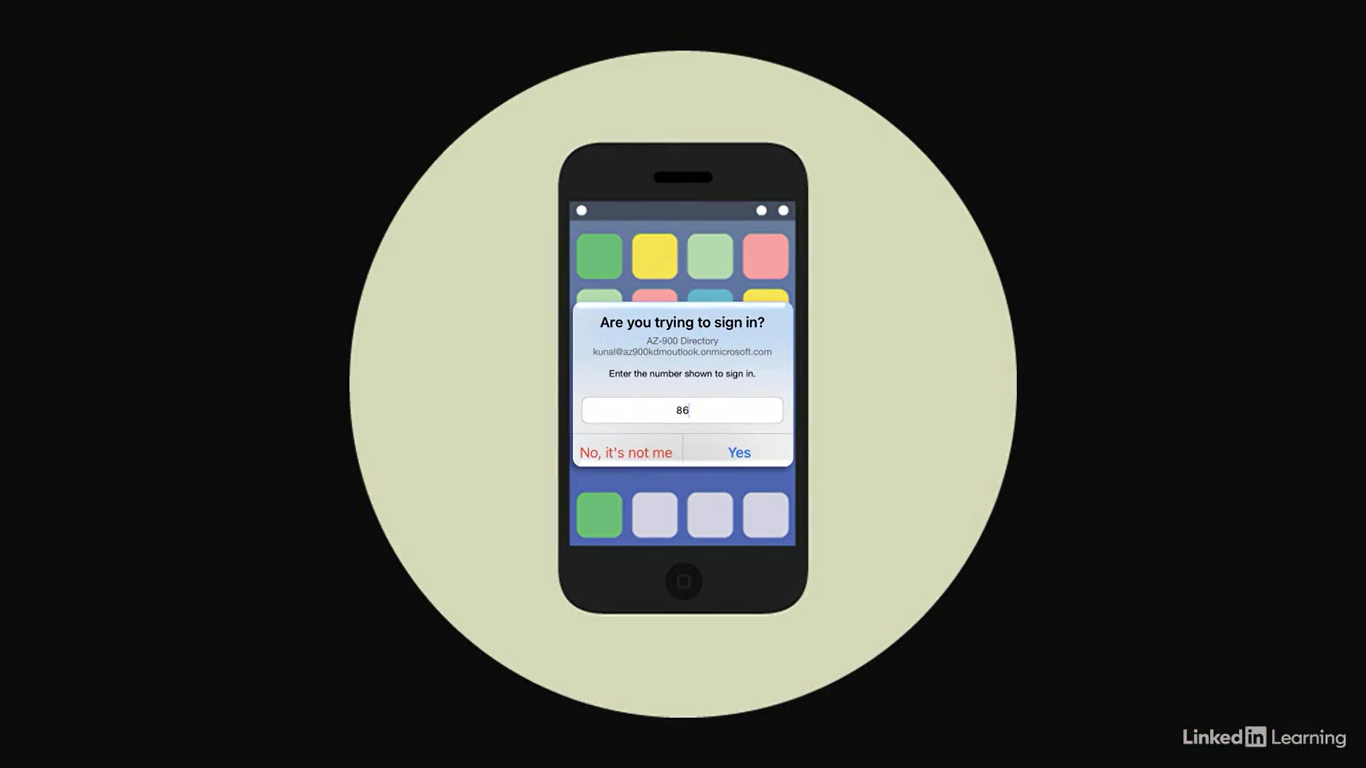 Are you trying to sign in?
AZ-900 Directory
kunal@az900kdmoutlook.onmicrosoft.com
Enter the number shown to sign in.
86
No, it's not me
Yes
LinkedIn Learning